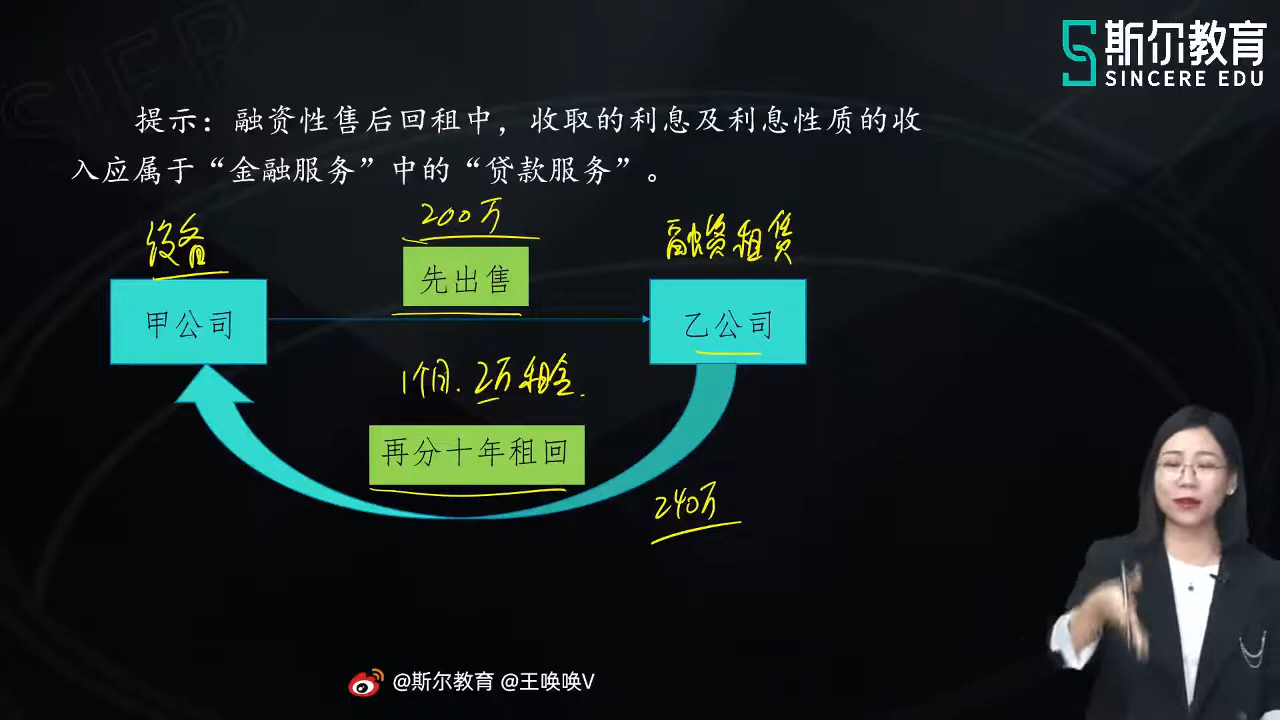 斯尔教育
SINCERE EDU
提示：融资性售后回租中，收取的利息及利息性质的收
入应属于“金融服务”中的“贷款服务”。
200万
设备
融资租赁
先出售
甲公司
乙公司
1个月.2万租金.
再分十年租回
240万
@斯尔教育 @王唤唤V